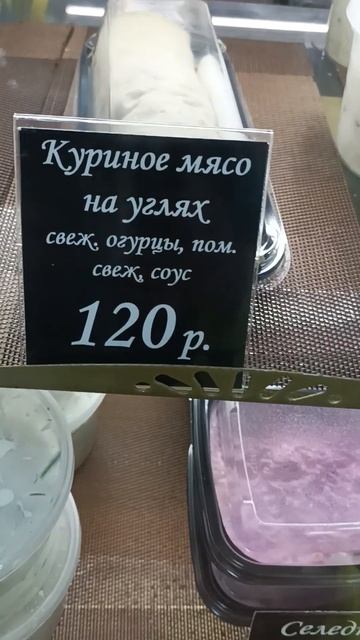 Куриное мясо
на углях
свеж. огурцы, пом.
свеж, соус
120 р.
Селед